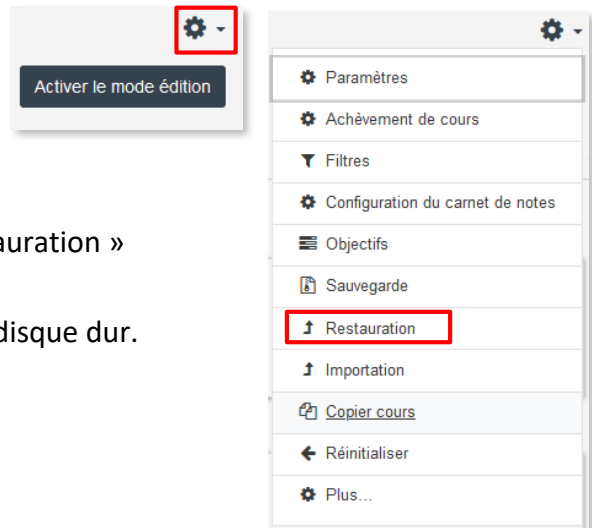 Activer le mode édition
auration »
disque dur.
Paramètres
Achèvement de cours
Filtres
Configuration du carnet de notes
Objectifs
Sauvegarde
Restauration
Importation
Copier cours
Réinitialiser
Plus...